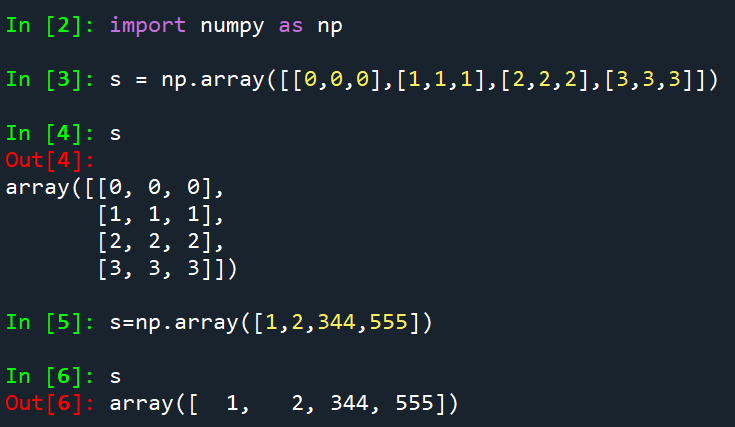 In [2]: import numpy as np
In [3]: s = np.array([[0,0,0],[1,1,1],[2,2,2],[3,3,3]])
In [4]: s
Out[4]:
array([[0, 0, 0],
       [1, 1, 1],
       [2, 2, 2],
       [3, 3, 3]])
In [5]: s=np.array([1,2,344,555])
In [6]: s
Out[6]: array([  1,   2, 344, 555])